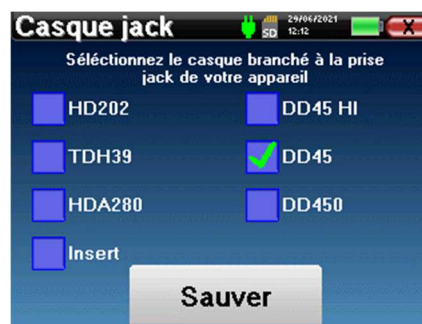 Casque jack
SD
29/06/2021
12:12
X
Séléctionnez le casque branché à la prise
jack de votre appareil
HD202
DD45 HI
TDH39
DD45
HDA280
DD450
Insert
Sauver